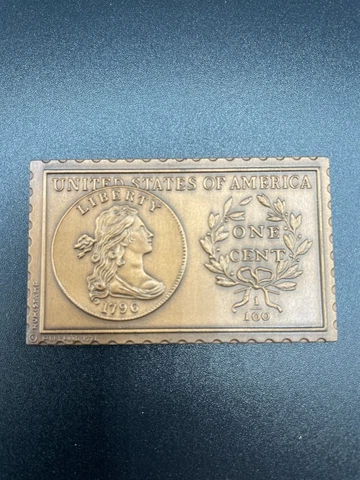 UNITED STATES OF AMERICA
LIBERTY
1796
ONE
CENT
1
100